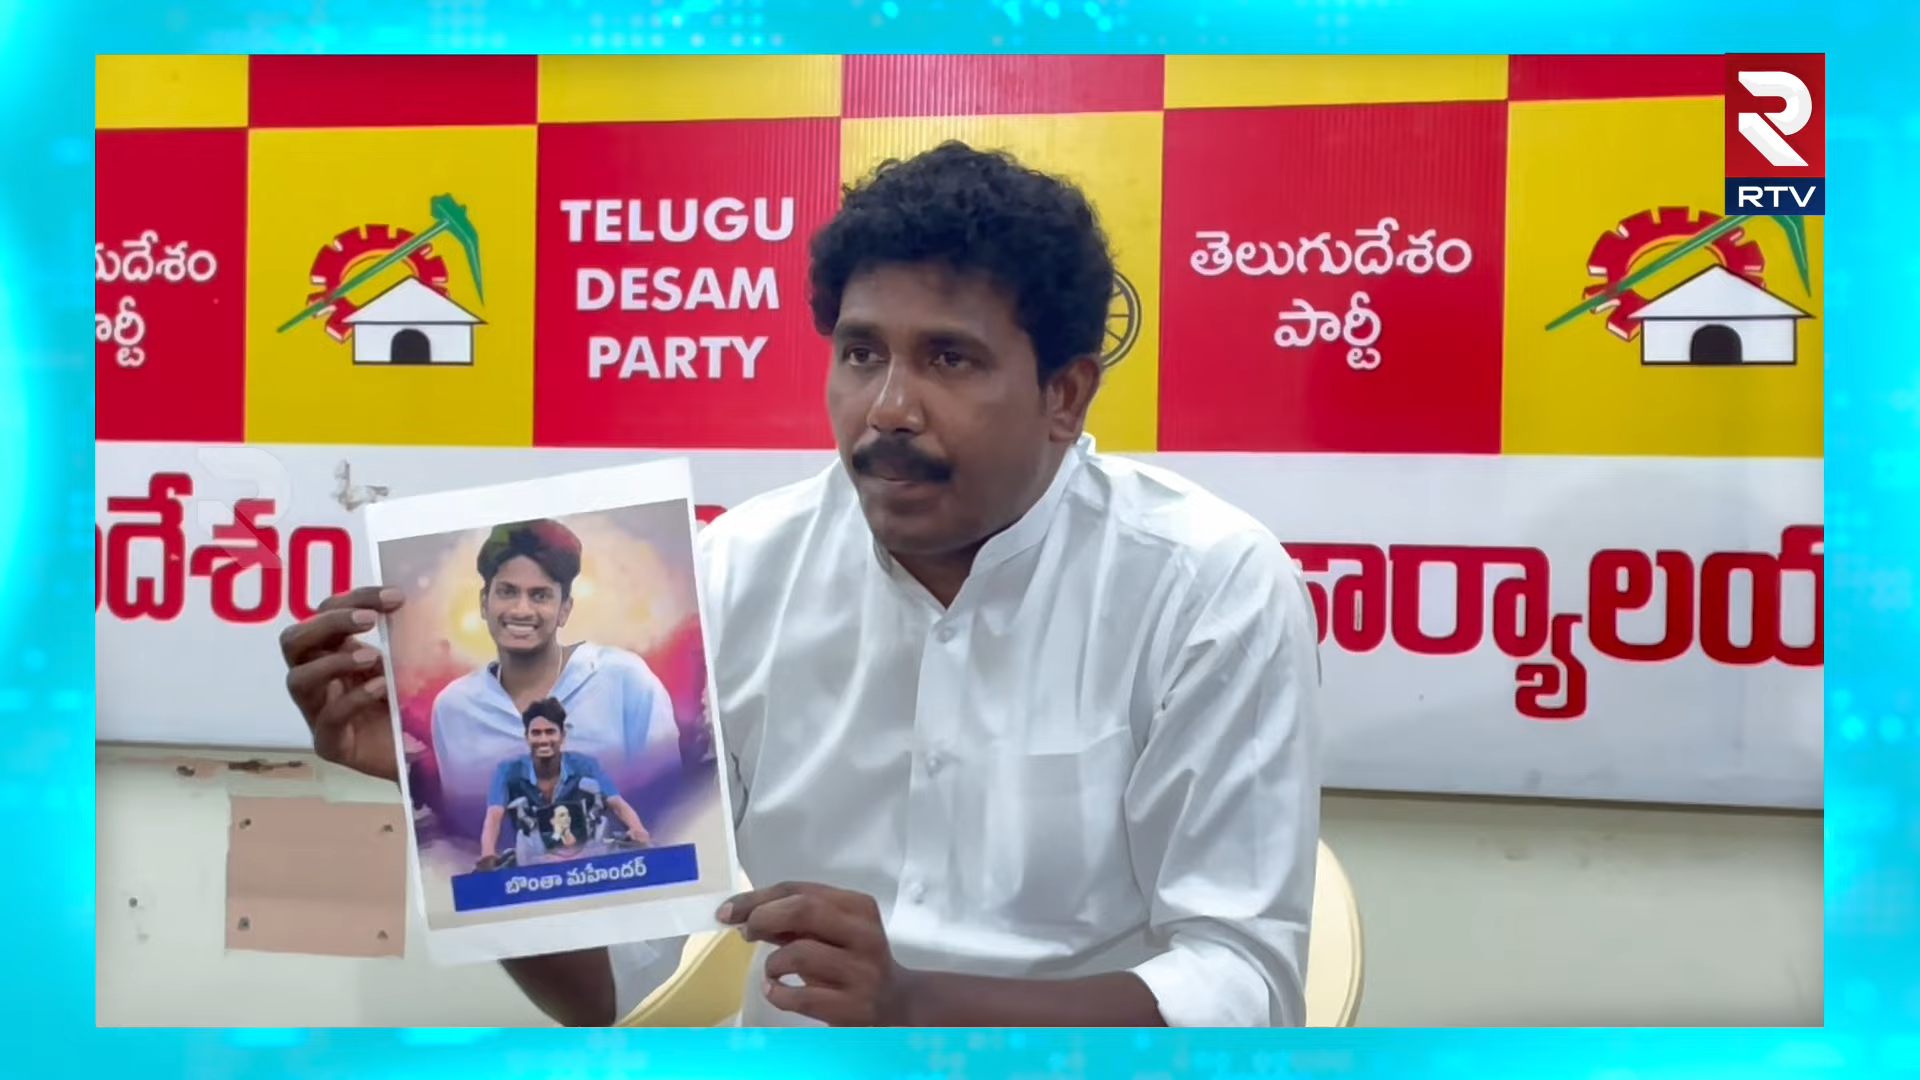 RTV
TELUGU
DESAM
PARTY
తెలుగుదేశం
పార్టీ
దేశం
కార్యాలయ
బొంతా మహేందర్